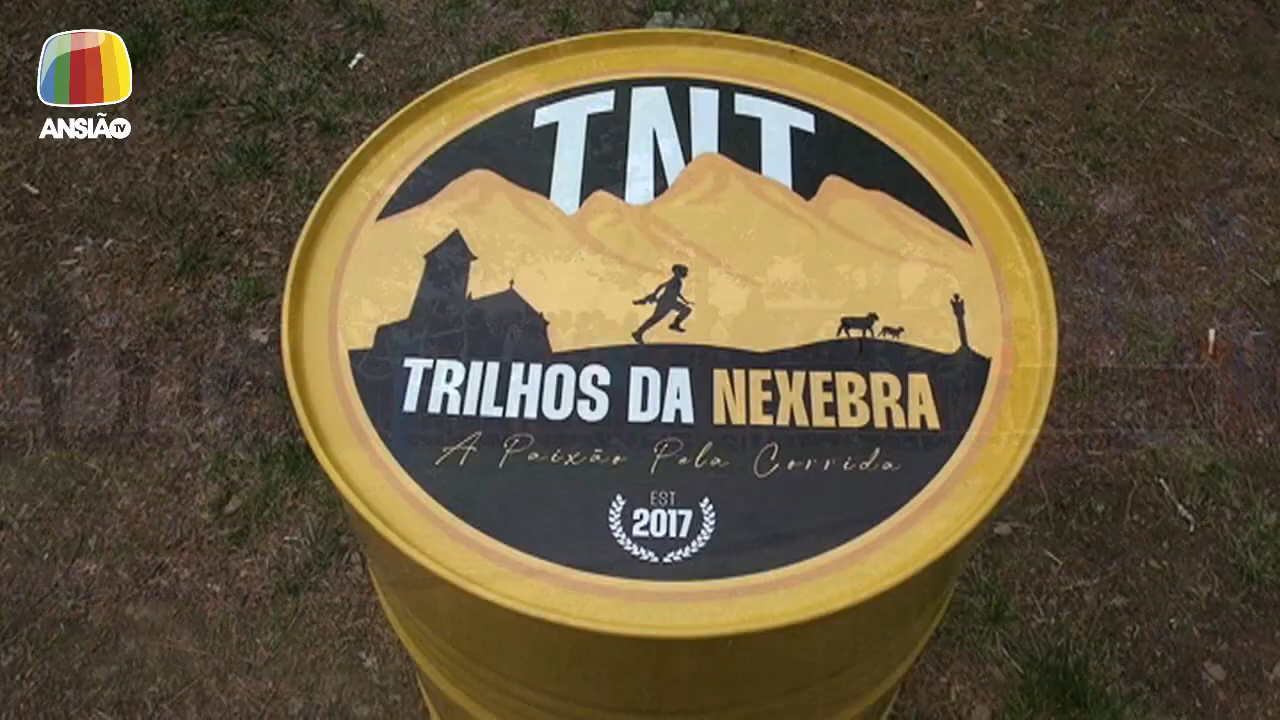 ANSIÃO TV
TNT
TRILHOS DA NEXEBRA
A Paixão Pela Corrida
EST
2017